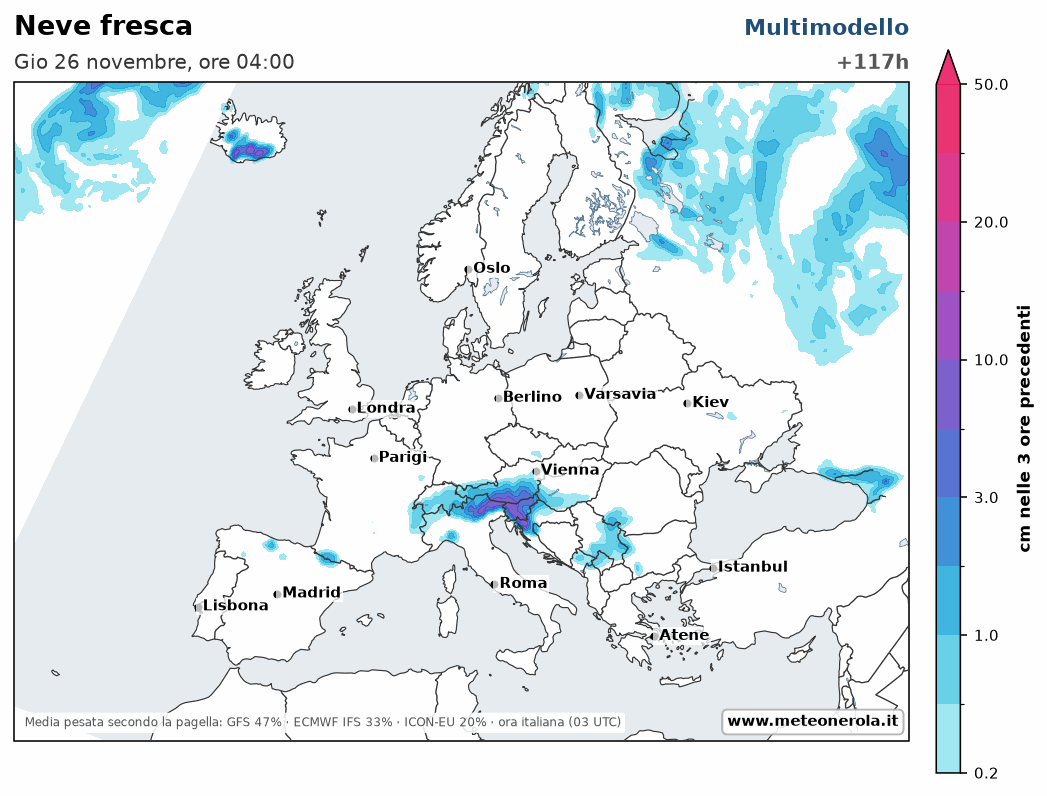 Neve fresca
Multimodello
Gio 26 novembre, ore 04:00
+117h
Oslo
Londra
Berlino
Varsavia
Kiev
Parigi
Vienna
Roma
Istanbul
Madrid
Lisbona
Atene
50.0
20.0
10.0
3.0
1.0
0.2
cm nelle 3 ore precedenti
Media pesata secondo la pagella: GFS 47% · ECMWF IFS 33% · ICON-EU 20% · ora italiana (03 UTC)
www.meteonerola.it